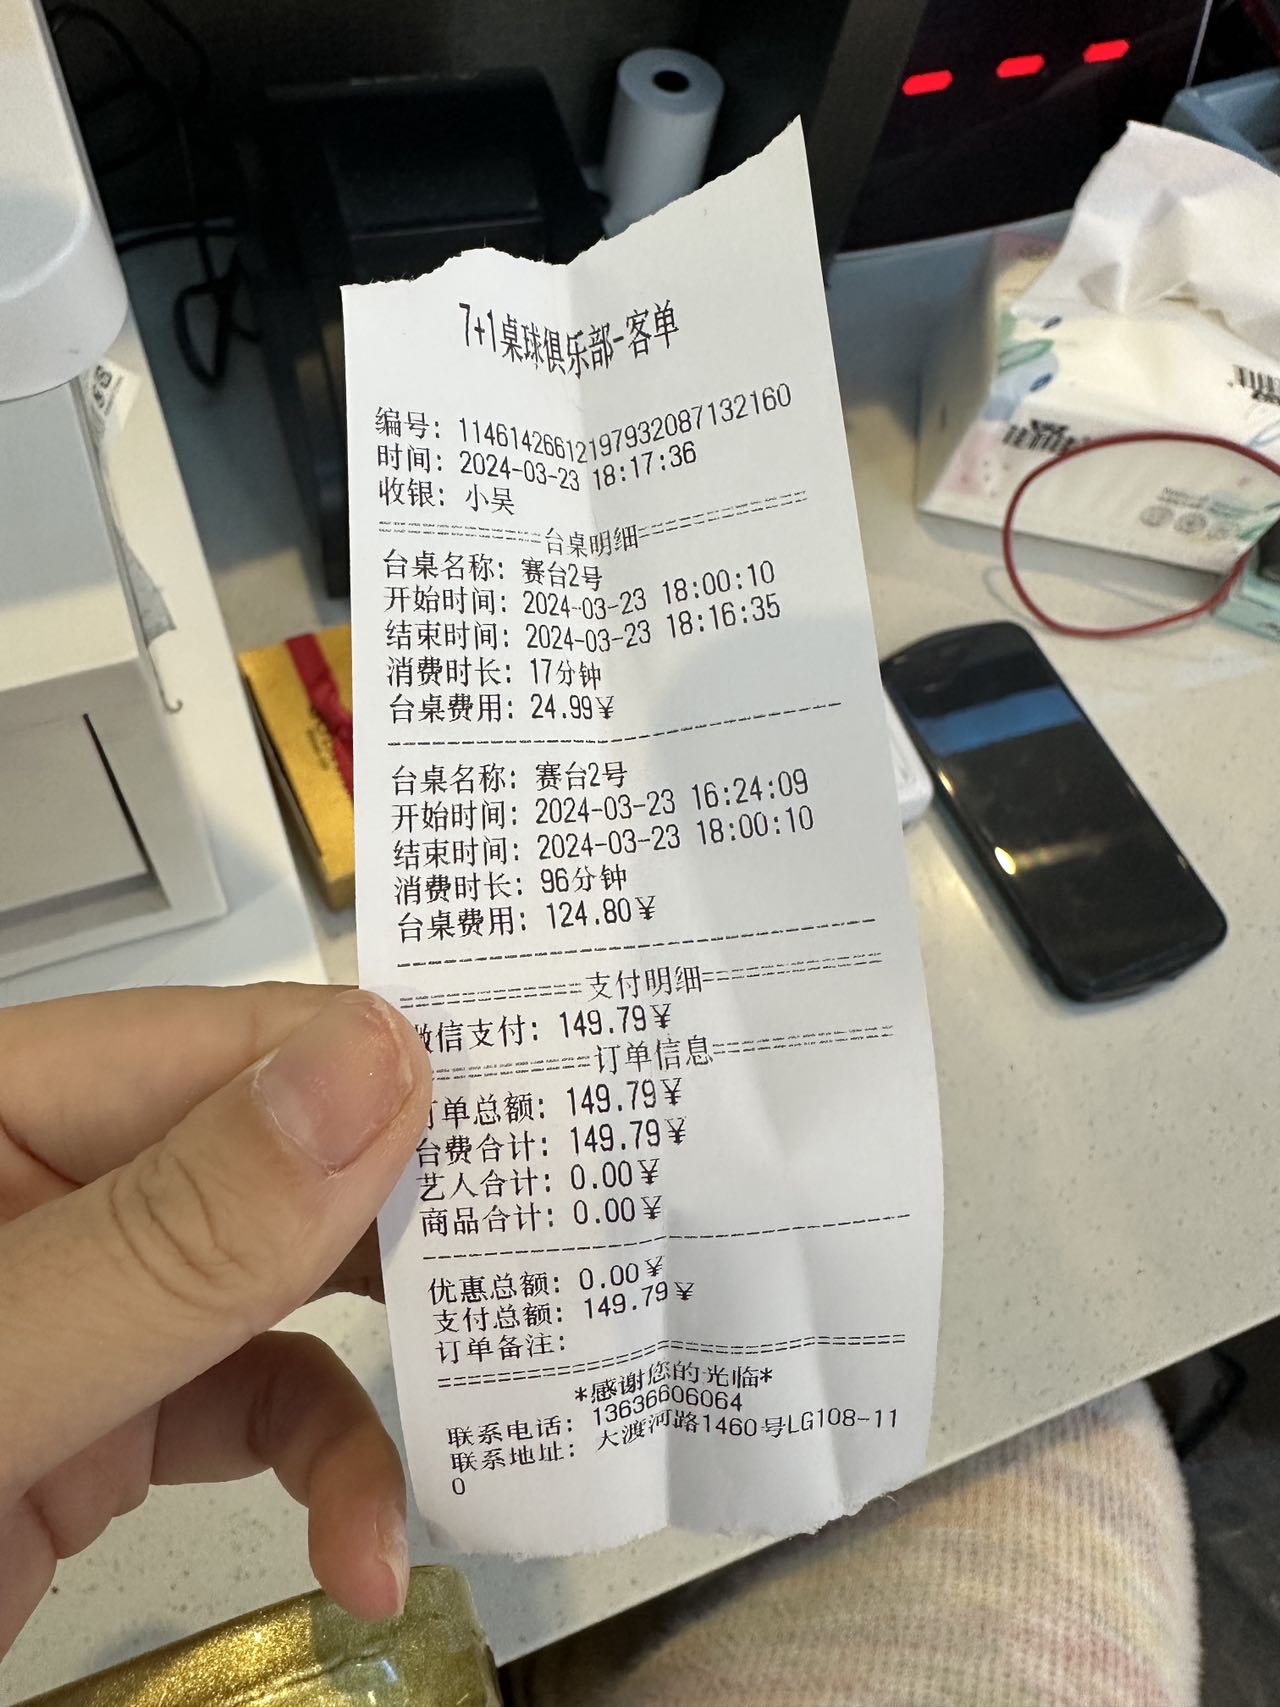 7+1桌球俱乐部-客单
编号: 1146142661219793​2087132160
时间: 2024-03-23 18:17:36
收银: 小吴
============台桌明细============
台桌名称: 赛台2号
开始时间: 2024-03-23 18:00:10
结束时间: 2024-03-23 18:16:35
消费时长: 17分钟
台桌费用: 24.99¥
台桌名称: 赛台2号
开始时间: 2024-03-23 16:24:09
结束时间: 2024-03-23 18:00:10
消费时长: 96分钟
台桌费用: 124.80¥
============支付明细============
微信支付: 149.79¥
============订单信息============
订单总额: 149.79¥
台费合计: 149.79¥
艺人合计: 0.00¥
商品合计: 0.00¥
优惠总额: 0.00¥
支付总额: 149.79¥
订单备注:
*感谢您的光临*
联系电话: 13636606064
联系地址: 大渡河路1460号LG108-11
0